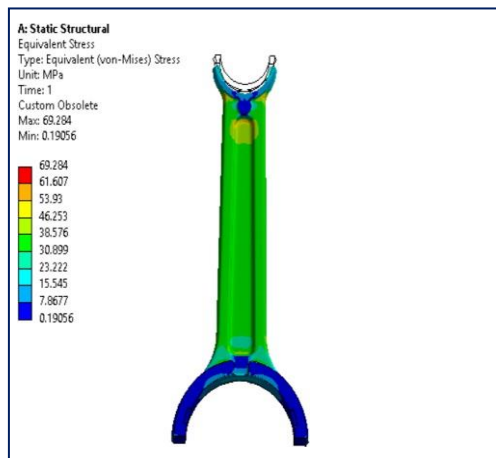 A: Static Structural
Equivalent Stress
Type: Equivalent (von-Mises) Stress
Unit: MPa
Time: 1
Custom Obsolete
Max: 69.284
Min: 0.19056
69.284
61.607
53.93
46.253
38.576
30.899
23.222
15.545
7.8677
0.19056